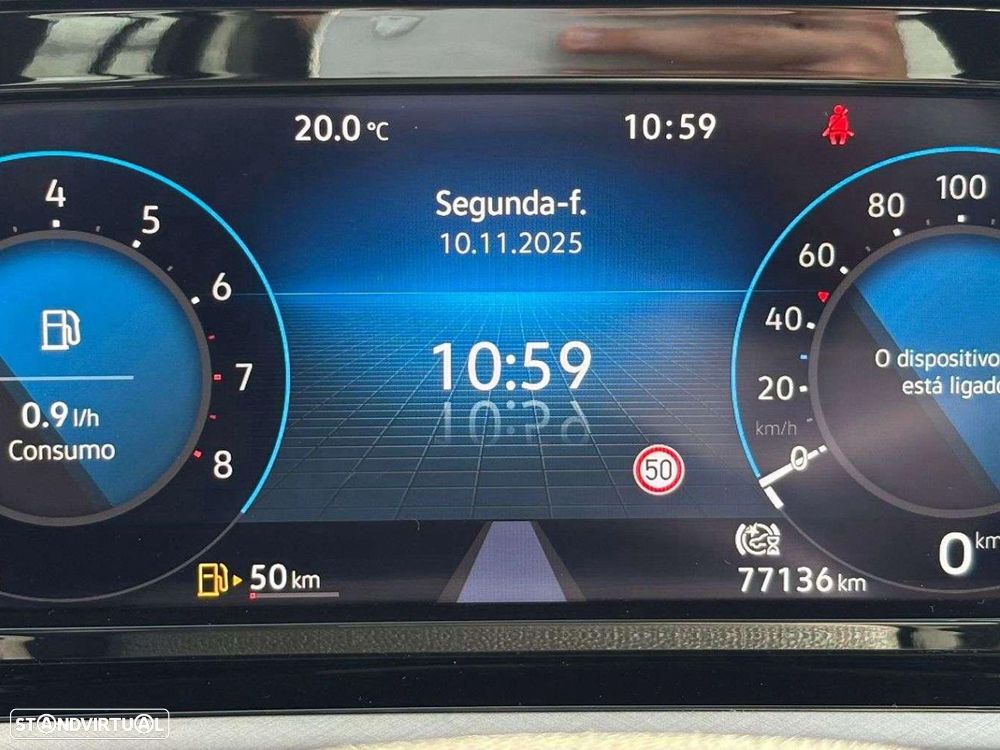 20.0 °C
10:59
Segunda-f.
10.11.2025
10:59
4
5
6
7
8
0.9 l/h
Consumo
100
80
60
40
20
km/h
0
O dispositivo
está ligado
50
50 km
77136 km
0 km
STANDVIRTUAL